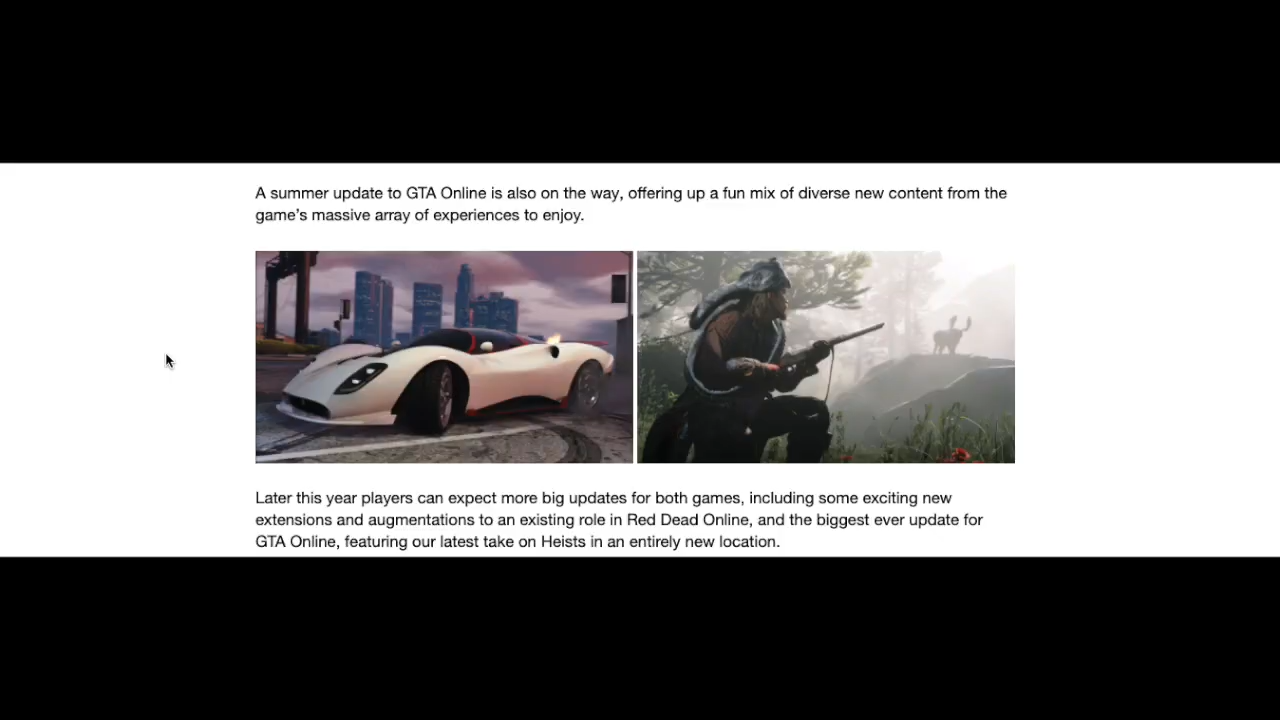 A summer update to GTA Online is also on the way, offering up a fun mix of diverse new content from the
game’s massive array of experiences to enjoy.
Later this year players can expect more big updates for both games, including some exciting new
extensions and augmentations to an existing role in Red Dead Online, and the biggest ever update for
GTA Online, featuring our latest take on Heists in an entirely new location.